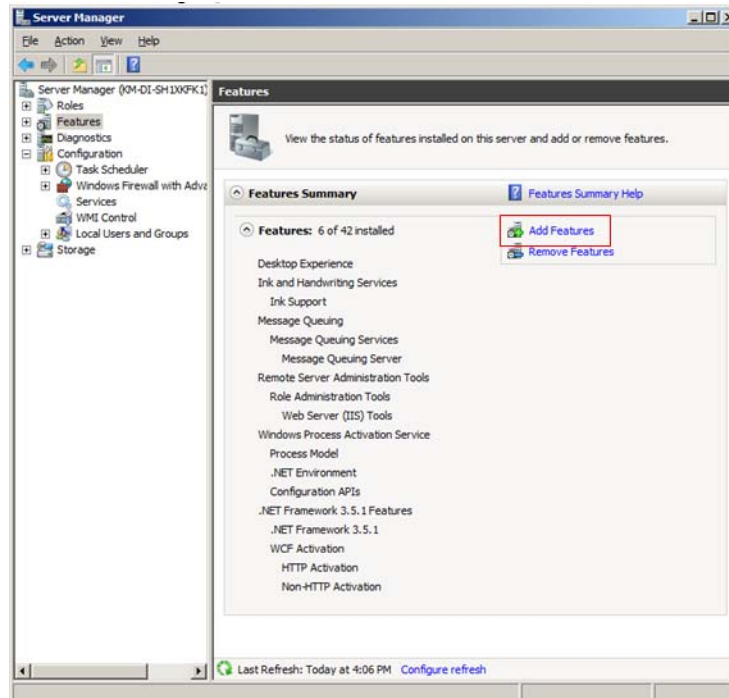 Server Manager
File Action View Help
Server Manager (KM-DI-SH1XKFK1)
Roles
Features
Diagnostics
Configuration
Task Scheduler
Windows Firewall with Adva
Services
WMI Control
Local Users and Groups
Storage
Features
View the status of features installed on this server and add or remove features.
Features Summary
Features Summary Help
Features: 6 of 42 installed
Add Features
Remove Features
Desktop Experience
Ink and Handwriting Services
Ink Support
Message Queuing
Message Queuing Services
Message Queuing Server
Remote Server Administration Tools
Role Administration Tools
Web Server (IIS) Tools
Windows Process Activation Service
Process Model
.NET Environment
Configuration APIs
.NET Framework 3.5.1 Features
.NET Framework 3.5.1
WCF Activation
HTTP Activation
Non-HTTP Activation
Last Refresh: Today at 4:06 PM Configure refresh